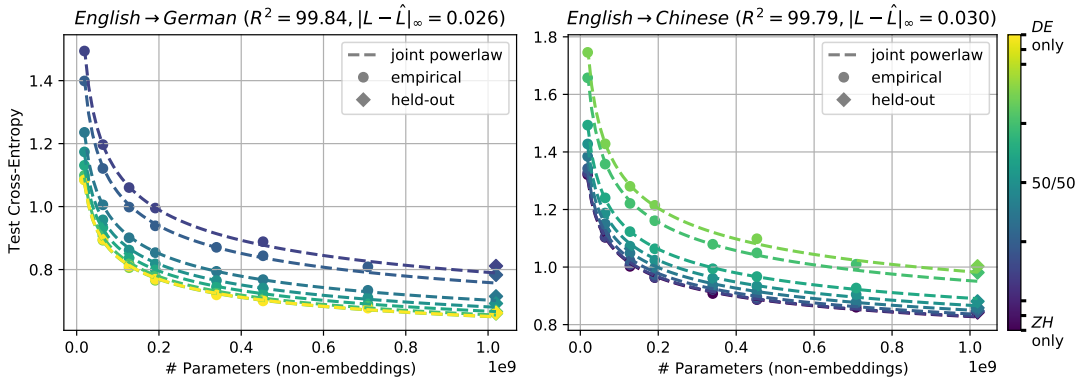 English → German (R² = 99.84, |L − L̂|∞ = 0.026)
English → Chinese (R² = 99.79, |L − L̂|∞ = 0.030)
Test Cross-Entropy
1.4
1.2
1.0
0.8
joint powerlaw
empirical
held-out
0.0 0.2 0.4 0.6 0.8 1.0
1e9
# Parameters (non-embeddings)
1.8
1.6
1.4
1.2
1.0
0.8
joint powerlaw
empirical
held-out
0.0 0.2 0.4 0.6 0.8 1.0
1e9
# Parameters (non-embeddings)
DE
only
50/50
ZH
only